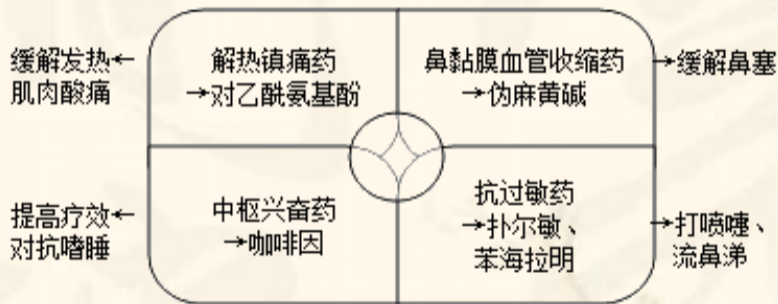 缓解发热←
肌肉酸痛
解热镇痛药
→对乙酰氨基酚
鼻黏膜血管收缩药
→伪麻黄碱
→缓解鼻塞
提高疗效←
对抗嗜睡
中枢兴奋药
→咖啡因
抗过敏药
→扑尔敏、
苯海拉明
→打喷嚏、
流鼻涕